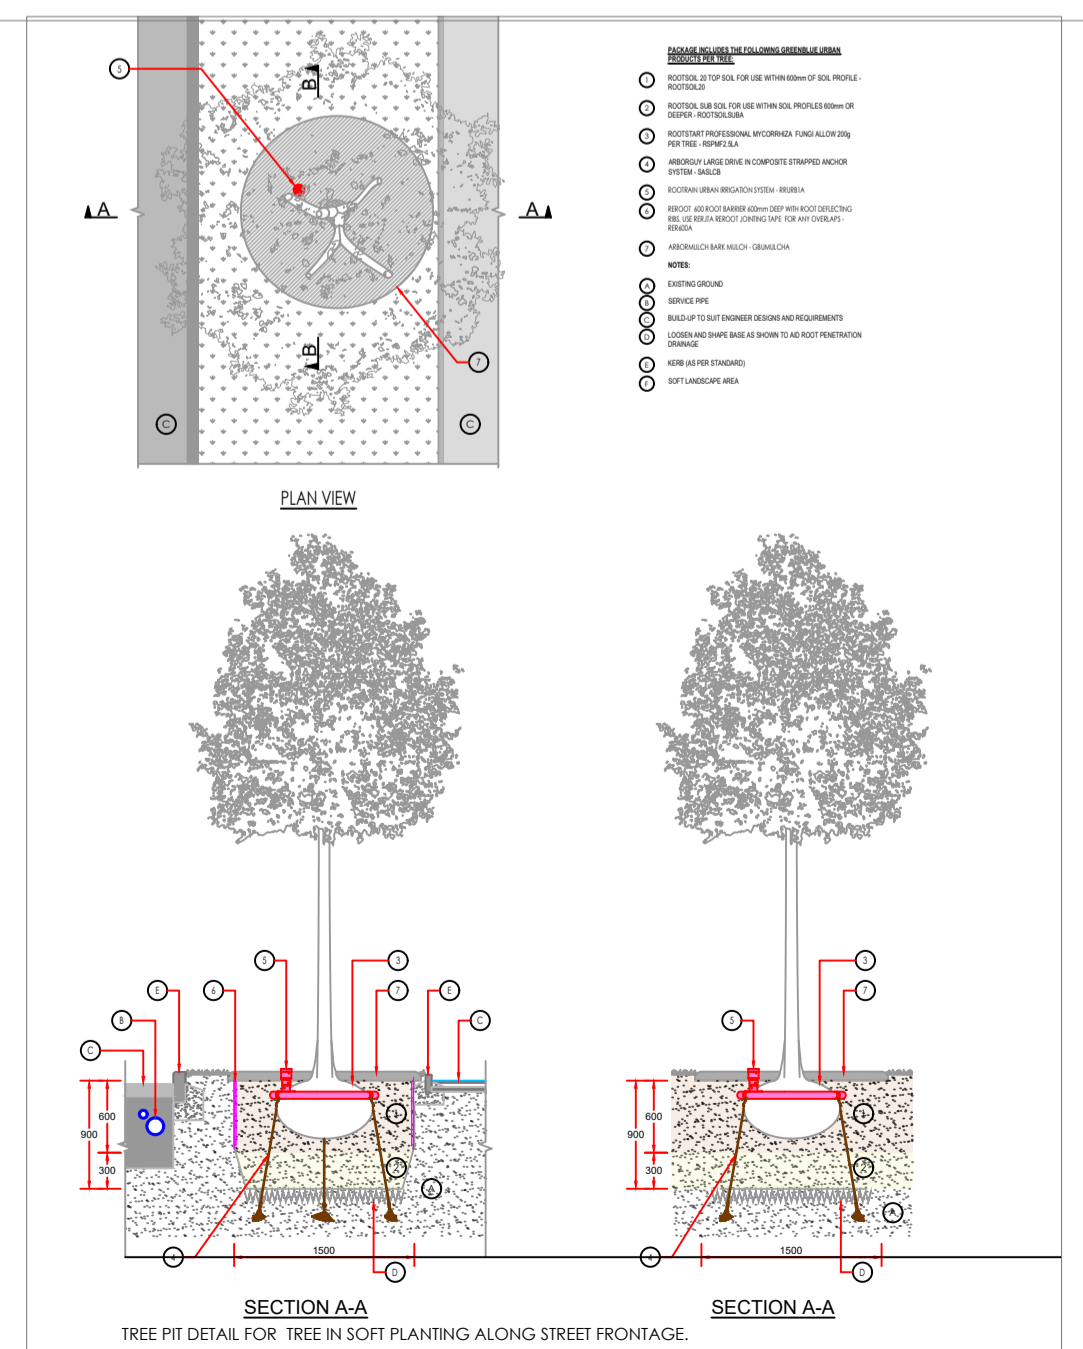 PACKAGE INCLUDES THE FOLLOWING GREENBLUE URBAN
PRODUCTS PER TREE:
1 ROOTSOIL 20 TOP SOIL FOR USE WITHIN 600mm OF SOIL PROFILE -
ROOTSOIL20
2 ROOTSOIL SUB SOIL FOR USE WITHIN SOIL PROFILES 600mm OR
DEEPER - ROOTSOILSUBA
3 ROOTSTART PROFESSIONAL MYCORRHIZA FUNGI ALLOW 200g
PER TREE - RSPMF2.5LA
4 ARBORGUY LARGE DRIVE IN COMPOSITE STRAPPED ANCHOR
SYSTEM - SASLCB
5 ROOTRAIN URBAN IRRIGATION SYSTEM - RRURB1A
6 REROOT 600 ROOT BARRIER 600mm DEEP WITH ROOT DEFLECTING
RIBS. USE RERJTA REROOT JOINTING TAPE FOR ANY OVERLAPS -
RER600A
7 ARBORMULCH BARK MULCH - GBUMULCHA
NOTES:
A EXISTING GROUND
B SERVICE PIPE
C BUILD-UP TO SUIT ENGINEER DESIGNS AND REQUIREMENTS
D LOOSEN AND SHAPE BASE AS SHOWN TO AID ROOT PENETRATION
DRAINAGE
E KERB (AS PER STANDARD)
F SOFT LANDSCAPE AREA
5
B
A
A
B
7
C
C
PLAN VIEW
5
3
E
6
7
E
B
C
C
600
900
300
1
2
A
4
1500
D
SECTION A-A
3
7
5
600
900
300
1
2
A
4
1500
D
SECTION A-A
TREE PIT DETAIL FOR TREE IN SOFT PLANTING ALONG STREET FRONTAGE.